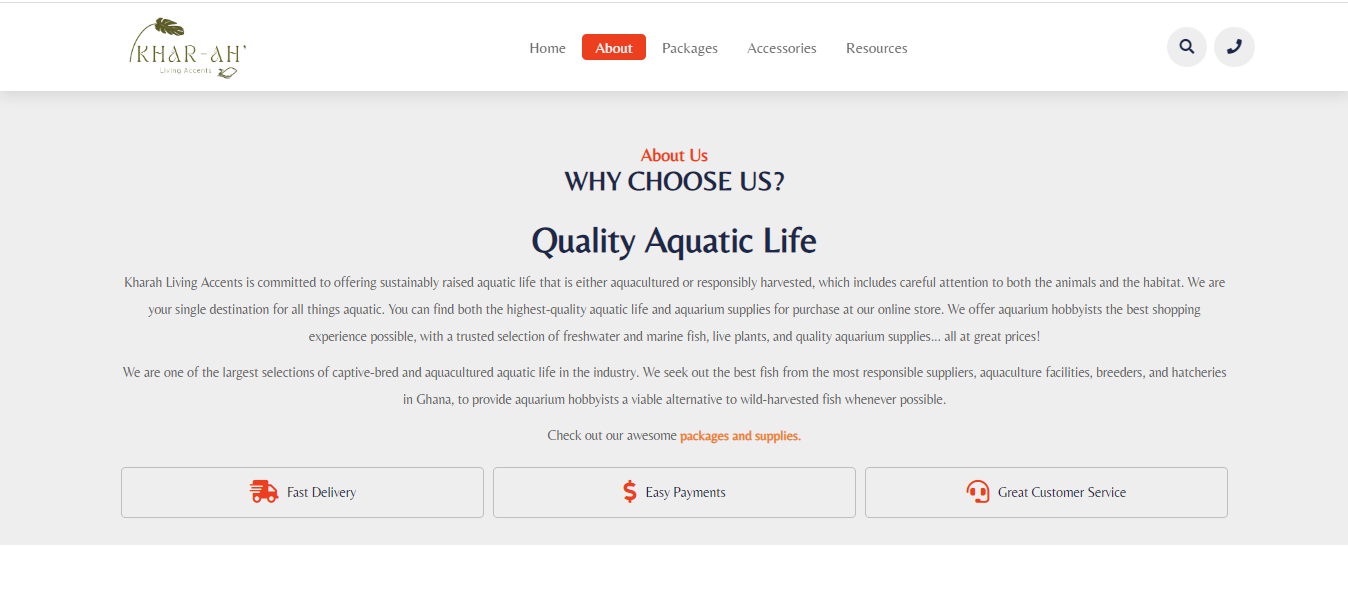 KHAR-AH'
Living Accents
Home About Packages Accessories Resources
About Us
WHY CHOOSE US?
Quality Aquatic Life
Kharah Living Accents is committed to offering sustainably raised aquatic life that is either aquacultured or responsibly harvested, which includes careful attention to both the animals and the habitat. We are
your single destination for all things aquatic. You can find both the highest-quality aquatic life and aquarium supplies for purchase at our online store. We offer aquarium hobbyists the best shopping
experience possible, with a trusted selection of freshwater and marine fish, live plants, and quality aquarium supplies... all at great prices!
We are one of the largest selections of captive-bred and aquacultured aquatic life in the industry. We seek out the best fish from the most responsible suppliers, aquaculture facilities, breeders, and hatcheries
in Ghana, to provide aquarium hobbyists a viable alternative to wild-harvested fish whenever possible.
Check out our awesome packages and supplies.
Fast Delivery Easy Payments Great Customer Service